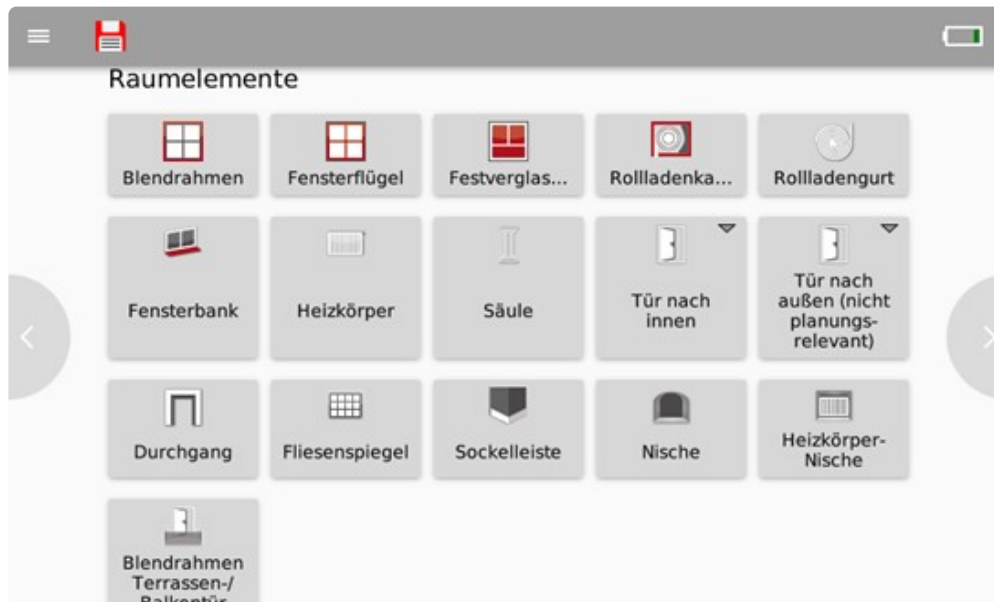 Raumelemente
Blendrahmen
Fensterflügel
Festverglas...
Rollladenka...
Rollladengurt
Fensterbank
Heizkörper
Säule
Tür nach
innen
Tür nach
außen (nicht
planungs-
relevant)
Durchgang
Fliesenspiegel
Sockelleiste
Nische
Heizkörper-
Nische
Blendrahmen
Terrassen-/
Balkontür